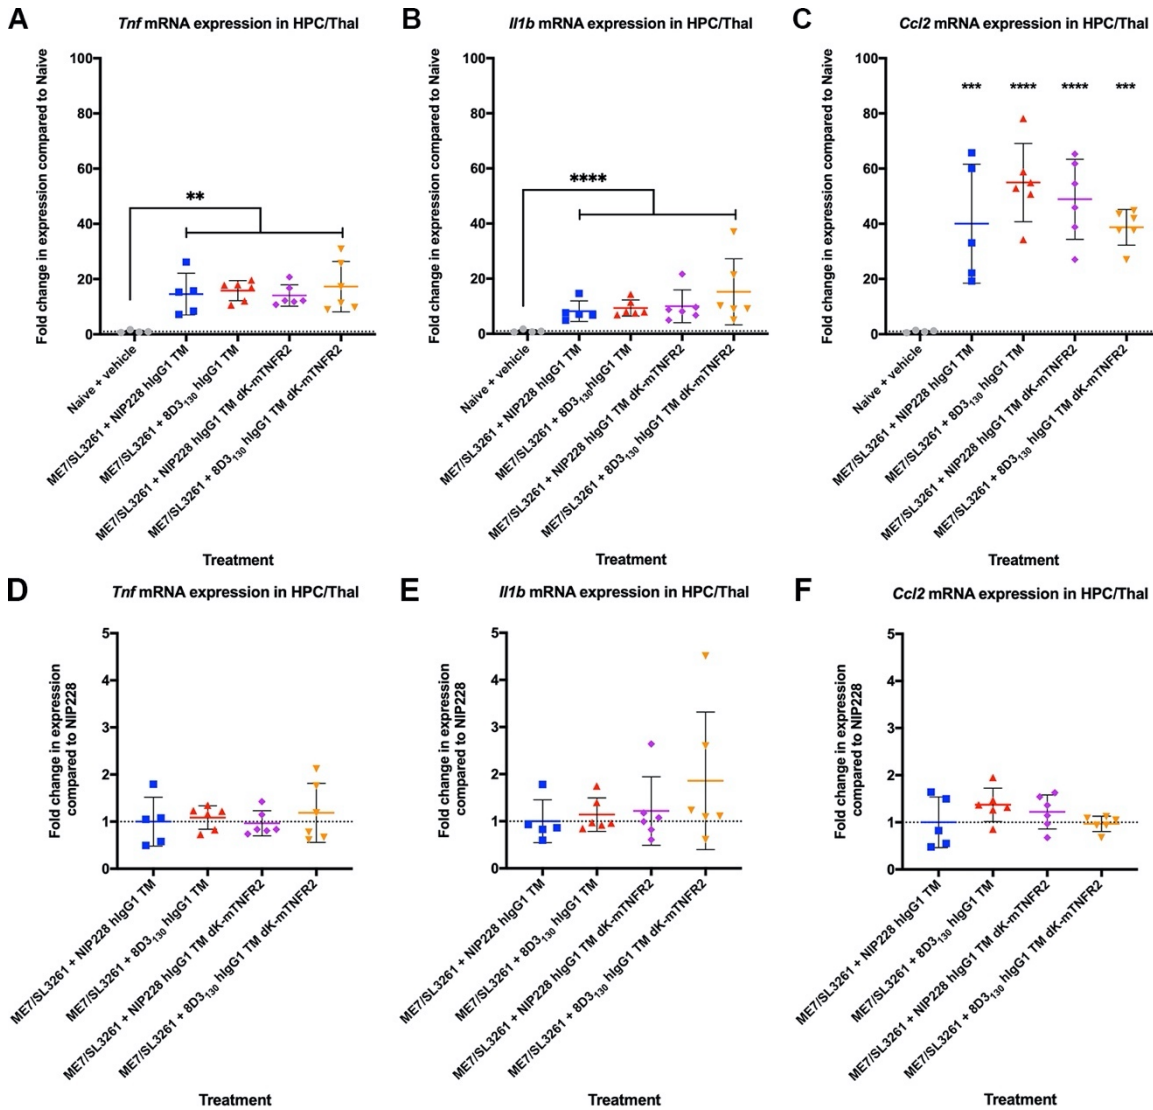 A
Tnf mRNA expression in HPC/Thal
Fold change in expression compared to Naive
100
80
60
40
20
0
**
Naive + vehicle
ME7/SL3261 + NIP228 hIgG1 TM
ME7/SL3261 + 8D3₁₃₀ hIgG1 TM
ME7/SL3261 + NIP228 hIgG1 TM dK-mTNFR2
ME7/SL3261 + 8D3₁₃₀ hIgG1 TM dK-mTNFR2
Treatment
B
Il1b mRNA expression in HPC/Thal
Fold change in expression compared to Naive
100
80
60
40
20
0
****
Naive + vehicle
ME7/SL3261 + NIP228 hIgG1 TM
ME7/SL3261 + 8D3₁₃₀hIgG1 TM
ME7/SL3261 + NIP228 hIgG1 TM dK-mTNFR2
ME7/SL3261 + 8D3₁₃₀ hIgG1 TM dK-mTNFR2
Treatment
C
Ccl2 mRNA expression in HPC/Thal
Fold change in expression compared to Naive
100
80
60
40
20
0
*** **** **** ***
Naive + vehicle
ME7/SL3261 + NIP228 hIgG1 TM
ME7/SL3261 + 8D3₁₃₀ hIgG1 TM
ME7/SL3261 + NIP228 hIgG1 TM dK-mTNFR2
ME7/SL3261 + 8D3₁₃₀ hIgG1 TM dK-mTNFR2
Treatment
D
Tnf mRNA expression in HPC/Thal
Fold change in expression
compared to NIP228
5
4
3
2
1
0
ME7/SL3261 + NIP228 hIgG1 TM
ME7/SL3261 + 8D3₁₃₀ hIgG1 TM
ME7/SL3261 + NIP228 hIgG1 TM dK-mTNFR2
ME7/SL3261 + 8D3₁₃₀ hIgG1 TM dK-mTNFR2
Treatment
E
Il1b mRNA expression in HPC/Thal
Fold change in expression
compared to NIP228
5
4
3
2
1
0
ME7/SL3261 + NIP228 hIgG1 TM
ME7/SL3261 + 8D3₁₃₀ hIgG1 TM
ME7/SL3261 + NIP228 hIgG1 TM dK-mTNFR2
ME7/SL3261 + 8D3₁₃₀ hIgG1 TM dK-mTNFR2
Treatment
F
Ccl2 mRNA expression in HPC/Thal
Fold change in expression
compared to NIP228
5
4
3
2
1
0
ME7/SL3261 + NIP228 hIgG1 TM
ME7/SL3261 + 8D3₁₃₀ hIgG1 TM
ME7/SL3261 + NIP228 hIgG1 TM dK-mTNFR2
ME7/SL3261 + 8D3₁₃₀ hIgG1 TM dK-mTNFR2
Treatment